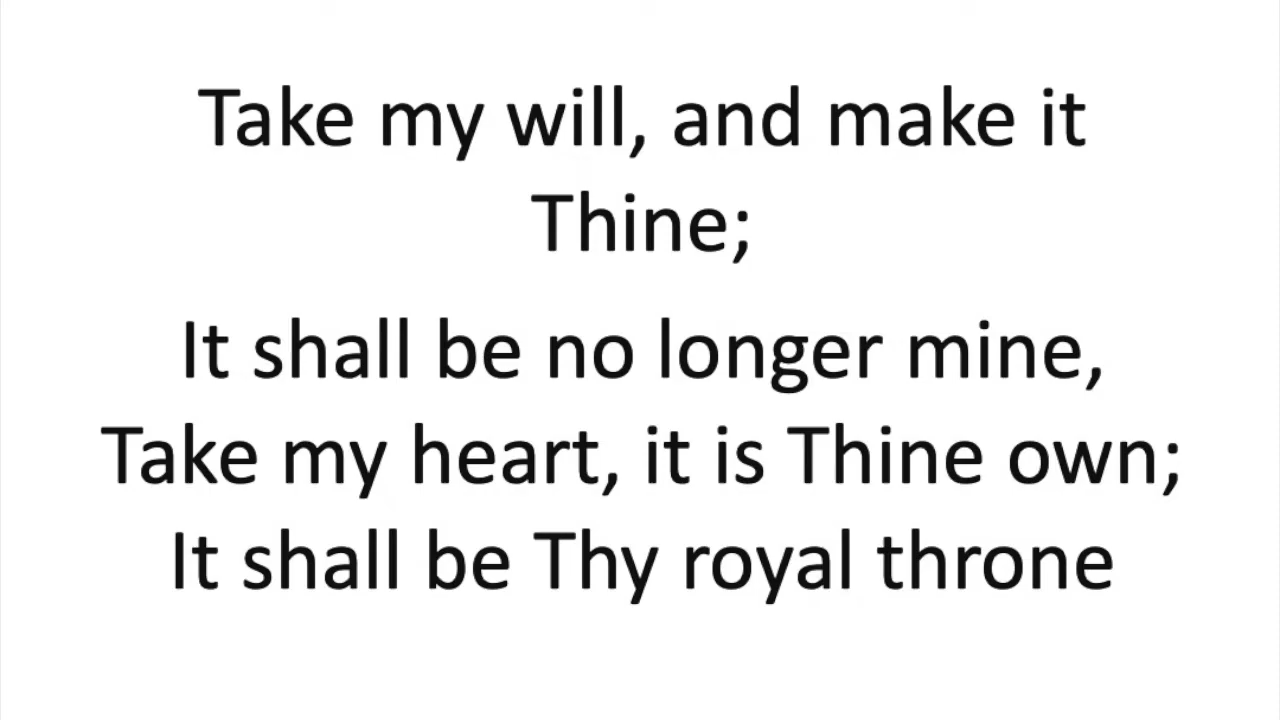 Take my will, and make it
Thine;
It shall be no longer mine,
Take my heart, it is Thine own;
It shall be Thy royal throne